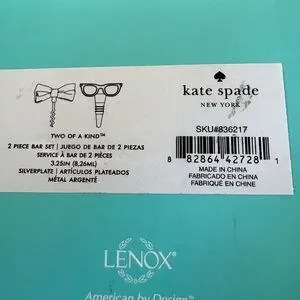 kate spade
NEW YORK
TWO OF A KIND™
2 PIECE BAR SET | JUEGO DE BAR DE 2 PIEZAS
SERVICE À BAR DE 2 PIÈCES
3.25IN (8,26ML)
SILVERPLATE | ARTÍCULOS PLATEADOS
MÉTAL ARGENTÉ
SKU#836217
8 82864 42728 1
MADE IN CHINA
FABRICADO EN CHINA
FABRIQUÉ EN CHINE
LENOX®
American by Design™